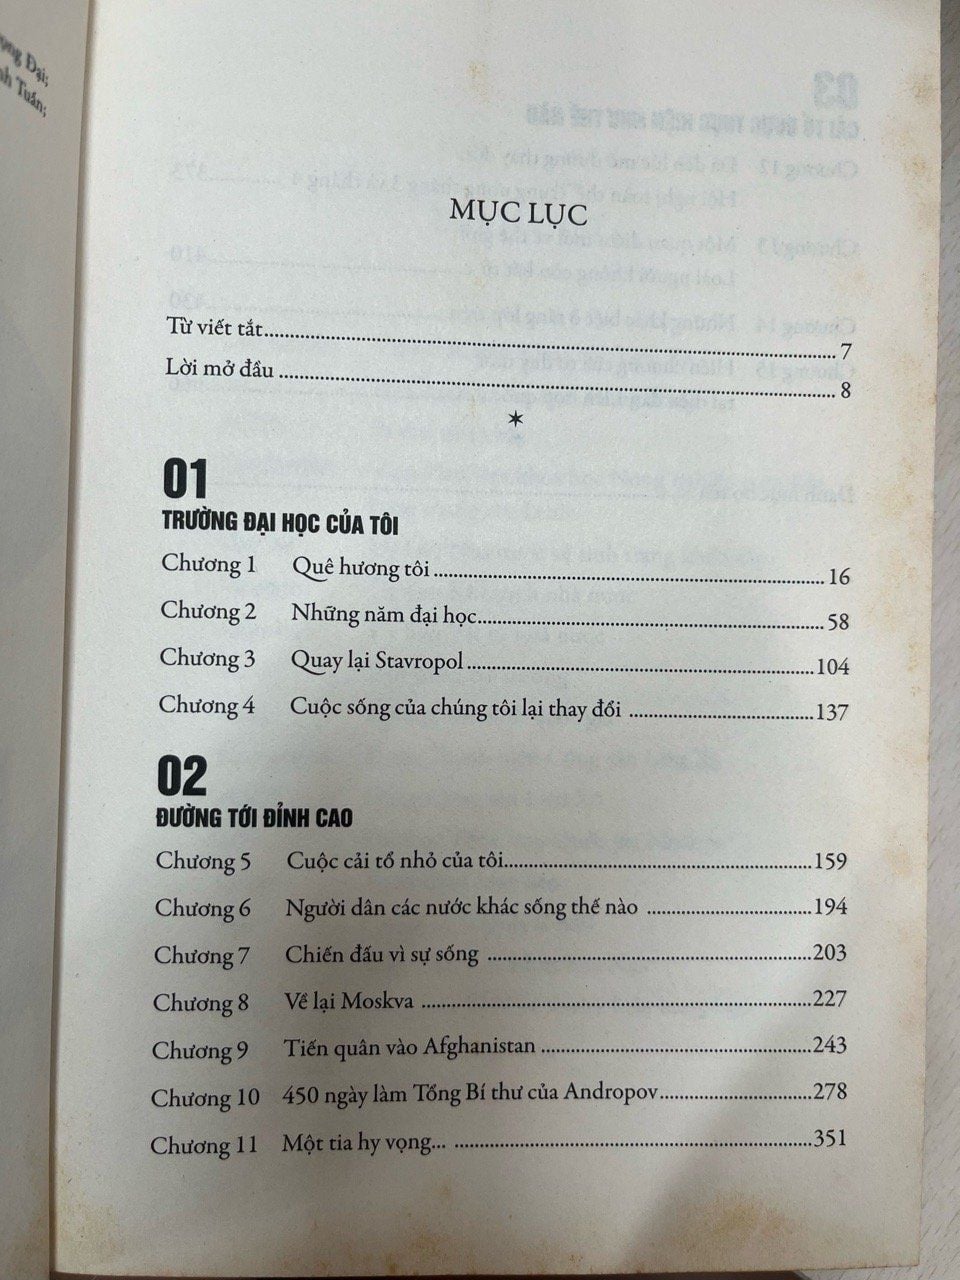 Đại;
Tuấn;
MỤC LỤC
Từ viết tắt 7
Lời mở đầu 8
01
TRƯỜNG ĐẠI HỌC CỦA TÔI
Chương 1 Quê hương tôi 16
Chương 2 Những năm đại học 58
Chương 3 Quay lại Stavropol 104
Chương 4 Cuộc sống của chúng tôi lại thay đổi 137
02
ĐƯỜNG TỚI ĐỈNH CAO
Chương 5 Cuộc cải tổ nhỏ của tôi 159
Chương 6 Người dân các nước khác sống thế nào 194
Chương 7 Chiến đấu vì sự sống 203
Chương 8 Về lại Moskva 227
Chương 9 Tiến quân vào Afghanistan 243
Chương 10 450 ngày làm Tổng Bí thư của Andropov 278
Chương 11 Một tia hy vọng... 351